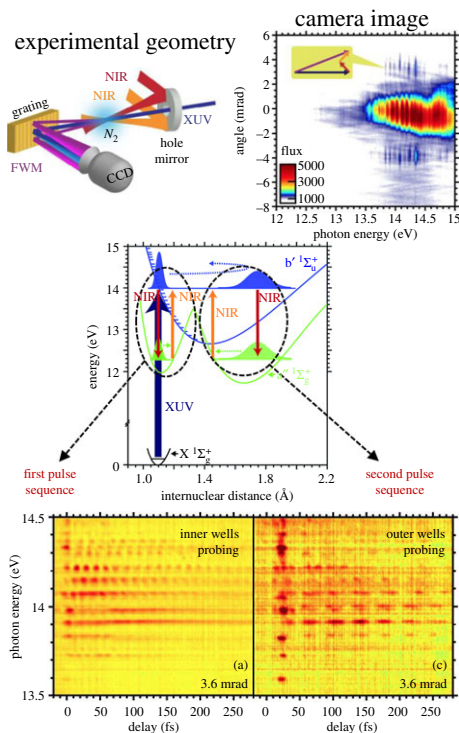 experimental geometry
camera image
NIR
NIR
grating
N2
XUV
hole
mirror
FWM
CCD
angle (mrad)
6
4
2
0
−2
−4
−6
−8
flux
5000
3000
1000
12
12.5
13
13.5
14
14.5
15
photon energy (eV)
15
14
13
12
0
energy (eV)
b′ ¹Σu⁺
NIR
NIR
NIR
NIR
¹Σg⁺
XUV
X ¹Σg⁺
1.0
1.4
1.8
2.2
internuclear distance (Å)
first pulse
sequence
second pulse
sequence
14.5
14
13.5
photon energy (eV)
inner wells
probing
(a)
3.6 mrad
outer wells
probing
(c)
3.6 mrad
0
50
100
150
200
250
delay (fs)
0
50
100
150
200
250
delay (fs)